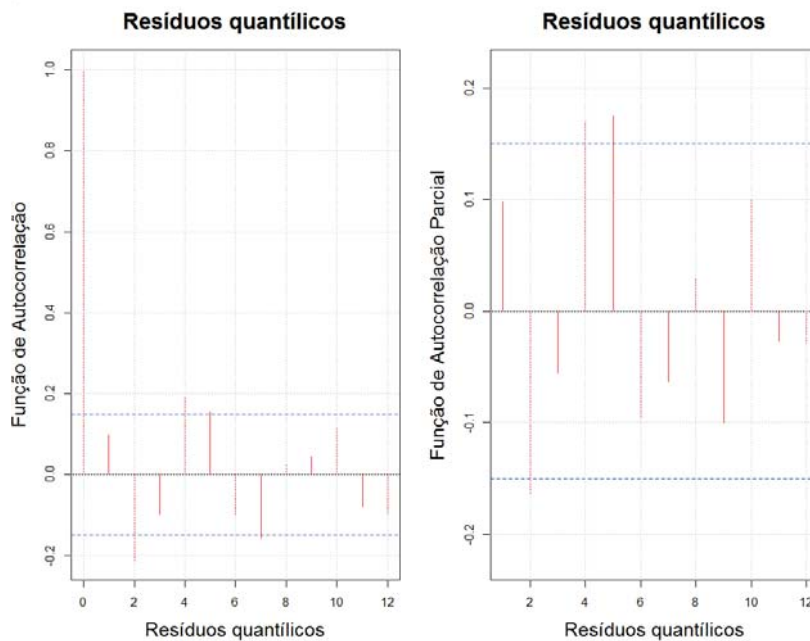 Resíduos quantílicos
Função de Autocorrelação
1.0
0.8
0.6
0.4
0.2
0.0
-0.2
0 2 4 6 8 10 12
Resíduos quantílicos
Resíduos quantílicos
Função de Autocorrelação Parcial
0.2
0.1
0.0
-0.1
-0.2
2 4 6 8 10 12
Resíduos quantílicos